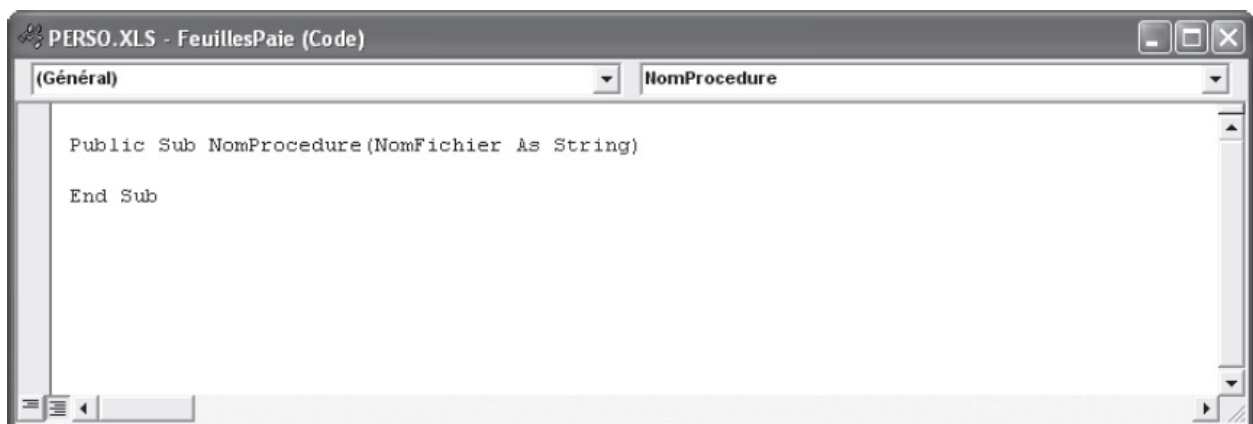 PERSO.XLS - FeuillesPaie (Code)
(Général)
NomProcedure
Public Sub NomProcedure(NomFichier As String)
End Sub